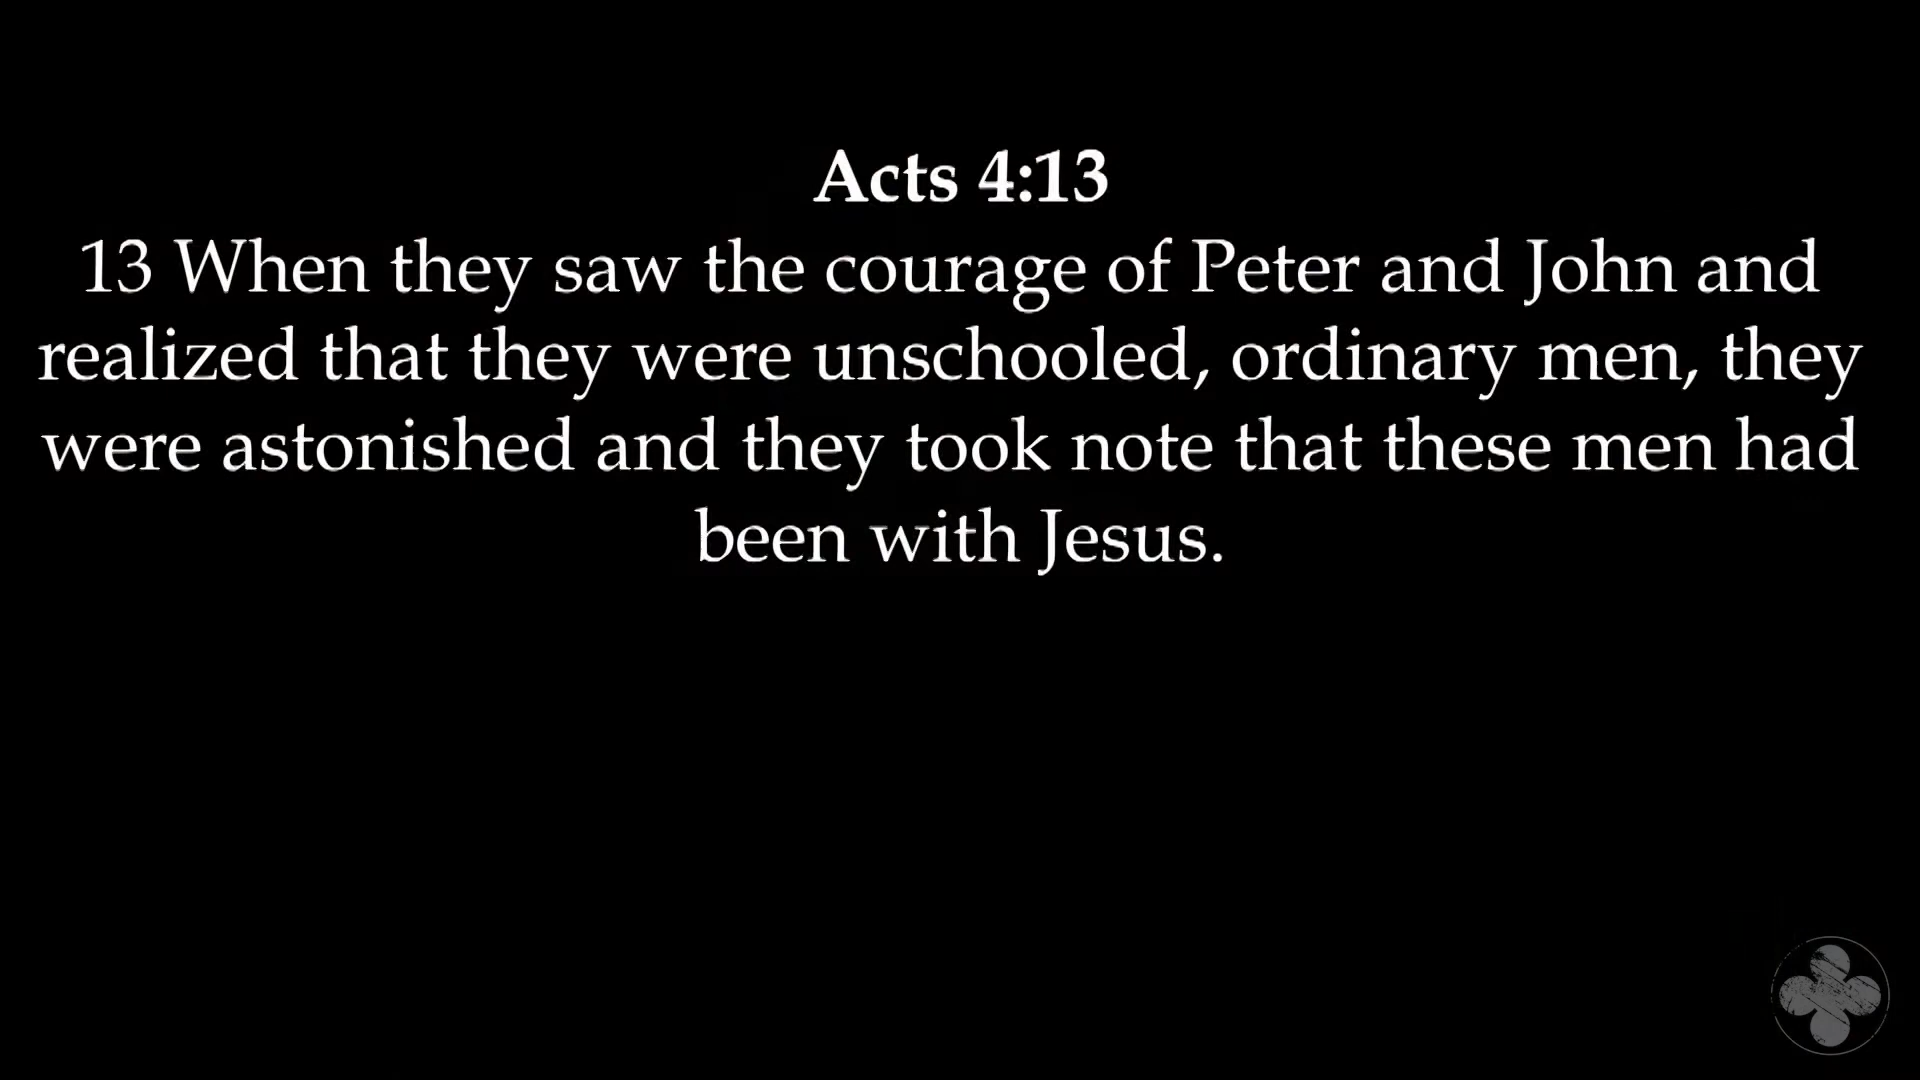 Acts 4:13
13 When they saw the courage of Peter and John and
realized that they were unschooled, ordinary men, they
were astonished and they took note that these men had
been with Jesus.